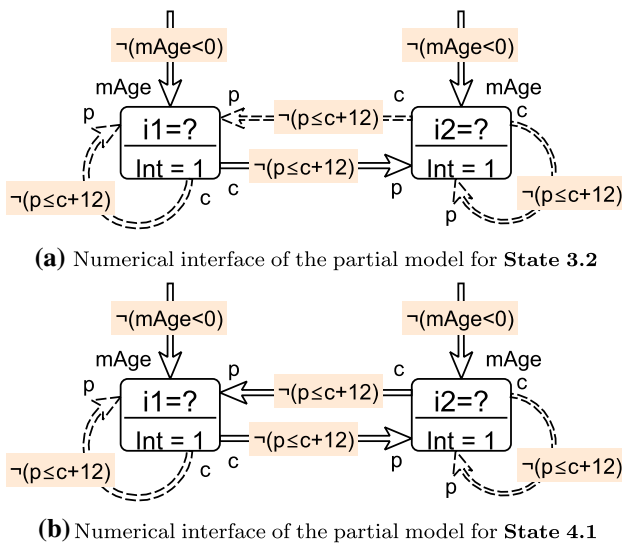 ¬(mAge<0) ¬(mAge<0)
mAge mAge
p p c c
i1=? ¬(p≤c+12) i2=?
Int = 1 ¬(p≤c+12) Int = 1
¬(p≤c+12) ¬(p≤c+12)
c c p p
(a) Numerical interface of the partial model for State 3.2
¬(mAge<0) ¬(mAge<0)
mAge mAge
p p c c
i1=? ¬(p≤c+12) i2=?
Int = 1 ¬(p≤c+12) Int = 1
¬(p≤c+12) ¬(p≤c+12)
c c p p
(b) Numerical interface of the partial model for State 4.1